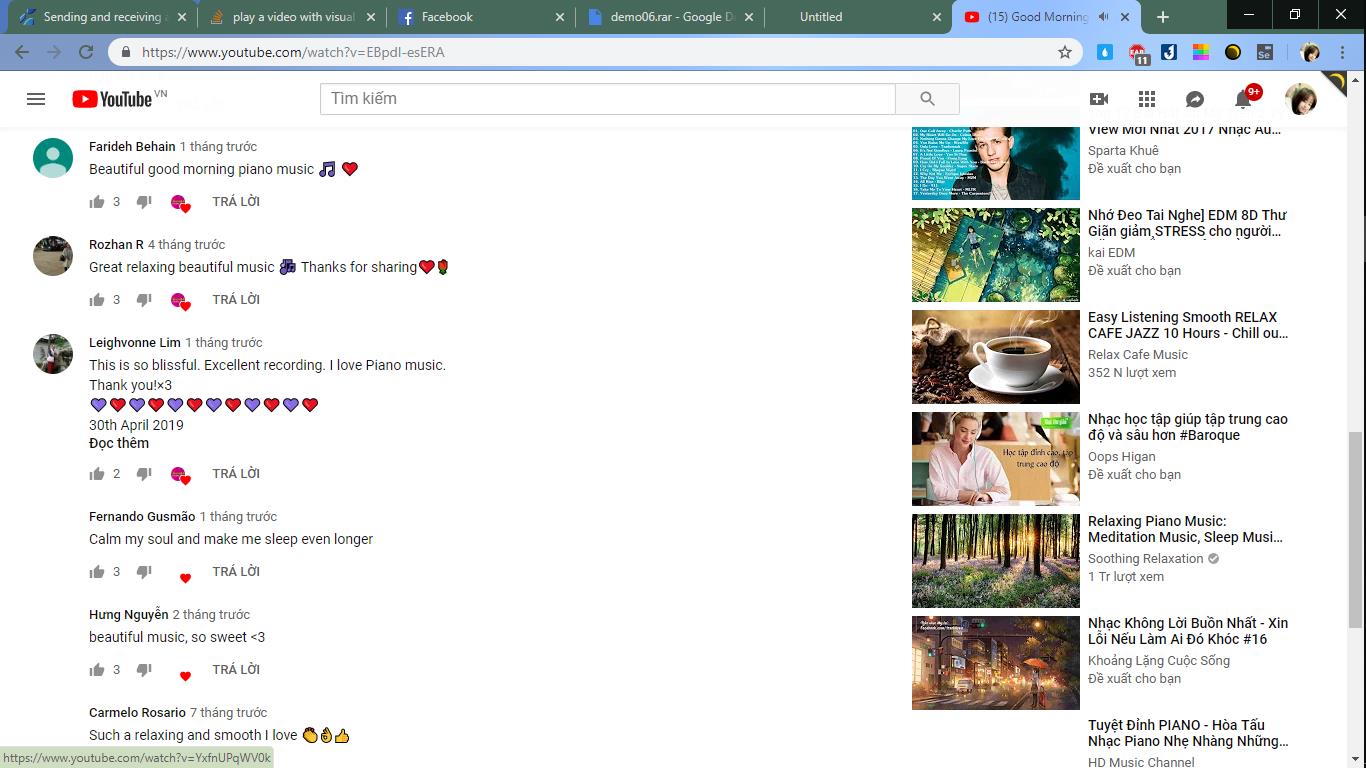 Sending and receiving a
play a video with visual
Facebook
demo06.rar - Google D
Untitled
(15) Good Morning
https://www.youtube.com/watch?v=EBpdI-esERA
11
Se
YouTube VN
Tìm kiếm
9+
Farideh Behain 1 tháng trước
Beautiful good morning piano music 🎵 ❤️
3 TRẢ LỜI
Rozhan R 4 tháng trước
Great relaxing beautiful music 🎶 Thanks for sharing❤️🌹
3 TRẢ LỜI
Leighvonne Lim 1 tháng trước
This is so blissful. Excellent recording. I love Piano music.
Thank you!×3
💜❤️💜❤️💜❤️💜❤️💜❤️💜❤️
30th April 2019
Đọc thêm
2 TRẢ LỜI
Fernando Gusmão 1 tháng trước
Calm my soul and make me sleep even longer
3 TRẢ LỜI
Hưng Nguyễn 2 tháng trước
beautiful music, so sweet <3
3 TRẢ LỜI
Carmelo Rosario 7 tháng trước
Such a relaxing and smooth I love 👏👌👍
https://www.youtube.com/watch?v=YxfnUPqWV0k
View Mới Nhất 2017 Nhạc Âu...
Sparta Khuê
Đề xuất cho bạn
Nhớ Đeo Tai Nghe] EDM 8D Thư
Giãn giảm STRESS cho người...
kai EDM
Đề xuất cho bạn
Easy Listening Smooth RELAX
CAFE JAZZ 10 Hours - Chill ou...
Relax Cafe Music
352 N lượt xem
Học tập đỉnh cao, tập
trung cao độ
Nhạc học tập giúp tập trung cao
độ và sâu hơn #Baroque
Oops Higan
Đề xuất cho bạn
Relaxing Piano Music:
Meditation Music, Sleep Musi...
Soothing Relaxation
1 Tr lượt xem
Nhạc Không Lời Buồn Nhất - Xin
Lỗi Nếu Làm Ai Đó Khóc #16
Khoảng Lặng Cuộc Sống
Đề xuất cho bạn
Tuyệt Đỉnh PIANO - Hòa Tấu
Nhạc Piano Nhẹ Nhàng Những...
HD Music Channel